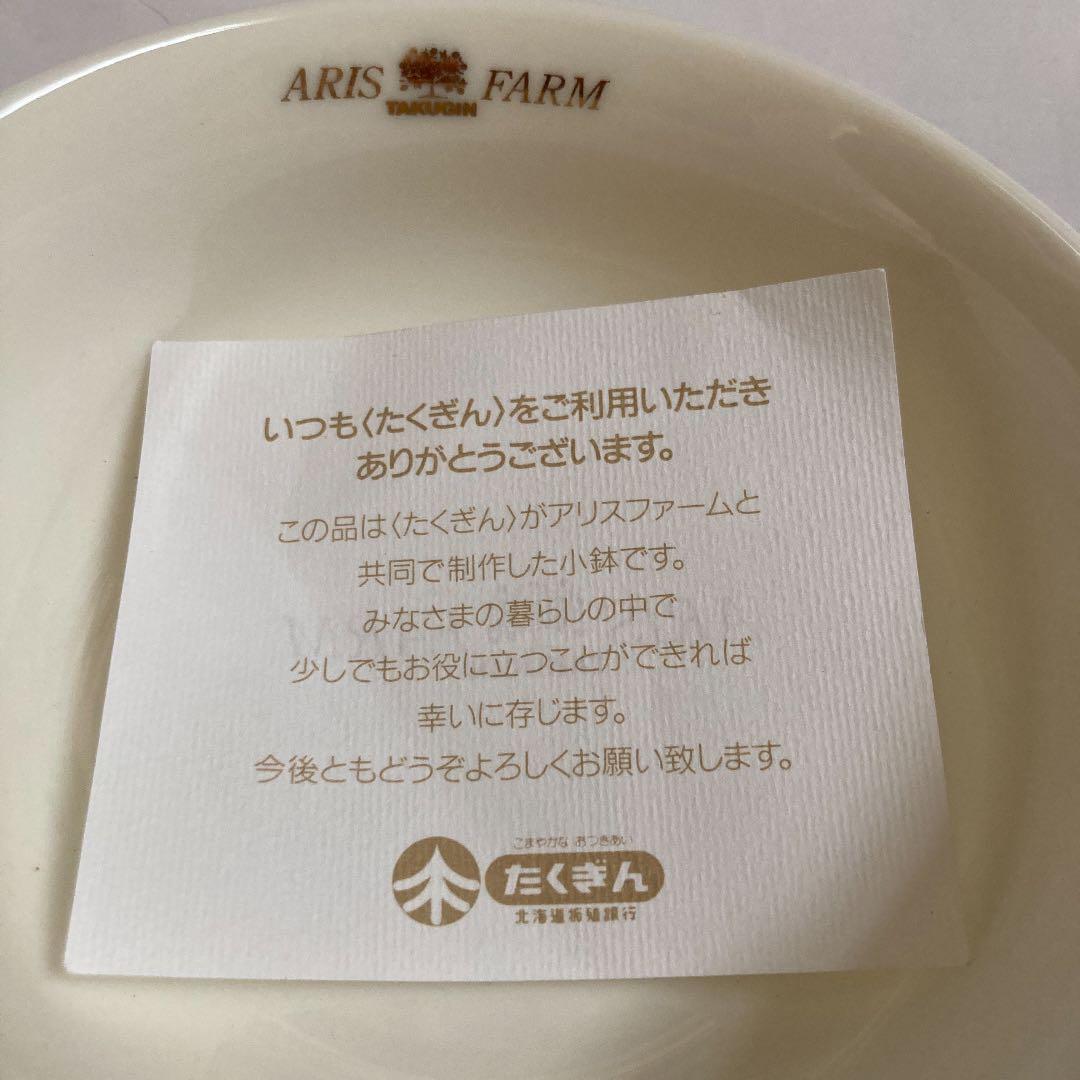 ARIS FARM
TAKUGIN
いつも〈たくぎん〉をご利用いただき
ありがとうございます。
この品は〈たくぎん〉がアリスファームと
共同で制作した小鉢です。
みなさまの暮らしの中で
少しでもお役に立つことができれば
幸いに存じます。
今後ともどうぞよろしくお願い致します。
こまやかな おつきあい
たくぎん
北海道拓殖銀行